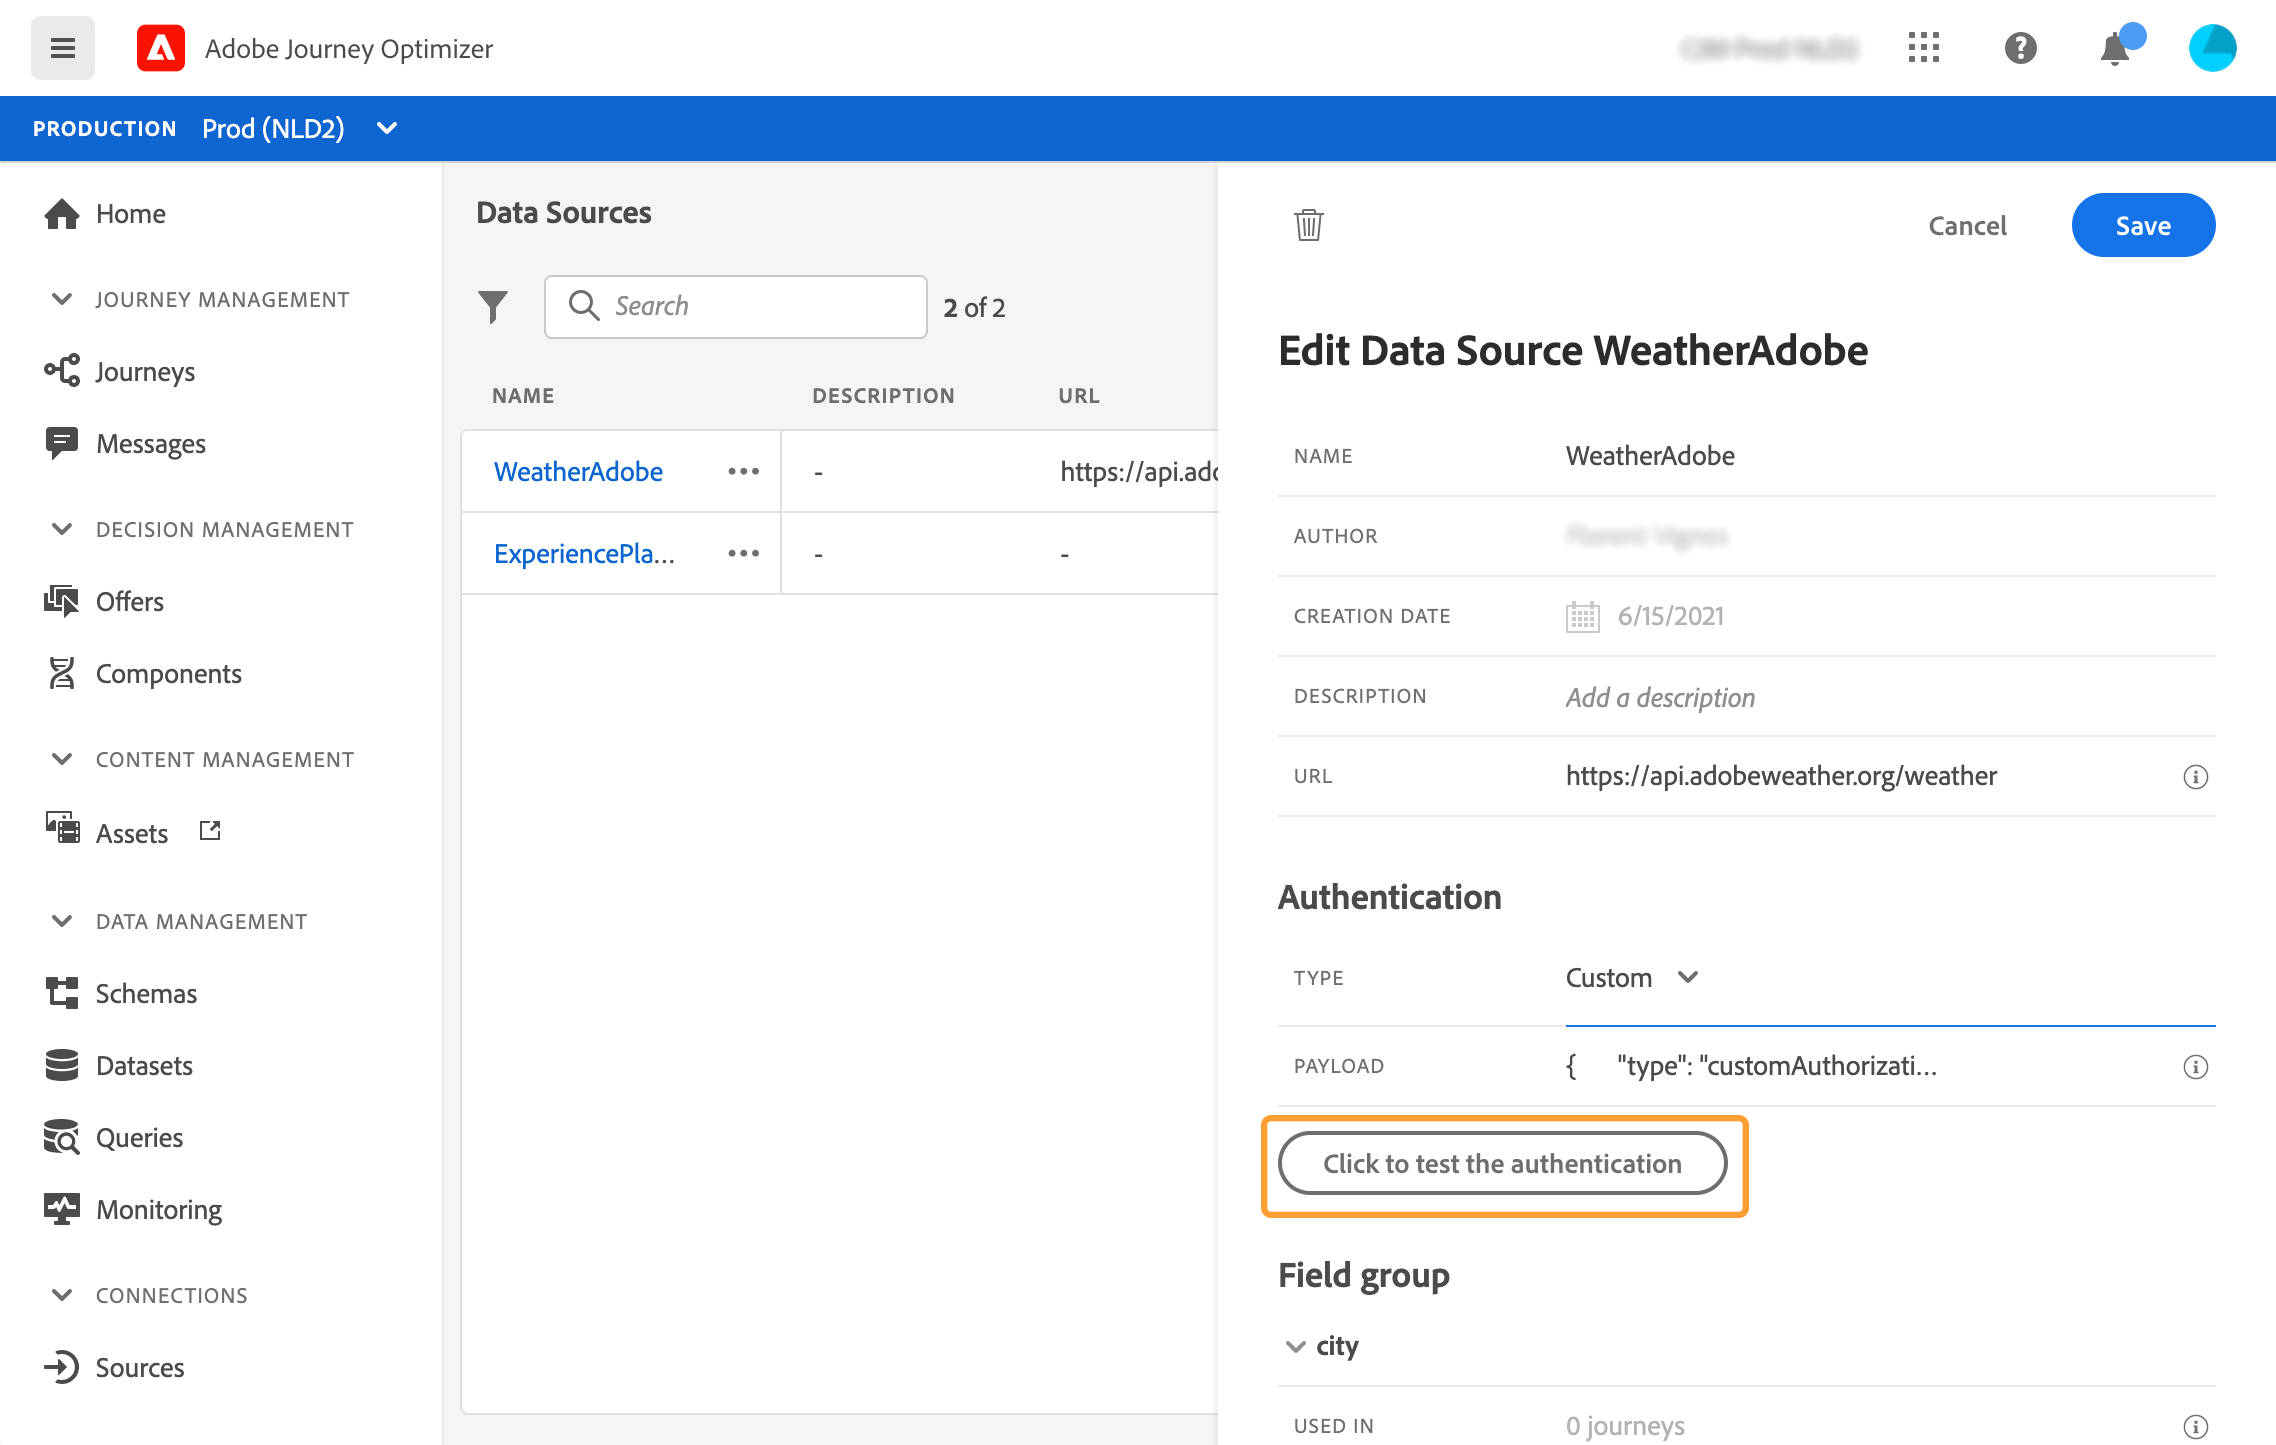 Adobe Journey Optimizer
PRODUCTION Prod (NLD2)
Home
JOURNEY MANAGEMENT
Journeys
Messages
DECISION MANAGEMENT
Offers
Components
CONTENT MANAGEMENT
Assets
DATA MANAGEMENT
Schemas
Datasets
Queries
Monitoring
CONNECTIONS
Sources
Data Sources
Search
2 of 2
NAME DESCRIPTION URL
WeatherAdobe ••• - https://api.adc
ExperiencePla... ••• - -
Cancel
Save
Edit Data Source WeatherAdobe
NAME WeatherAdobe
AUTHOR
CREATION DATE 6/15/2021
DESCRIPTION Add a description
URL https://api.adobeweather.org/weather
Authentication
TYPE Custom
PAYLOAD { "type": "customAuthorizati...
Click to test the authentication
Field group
city
USED IN 0 journeys